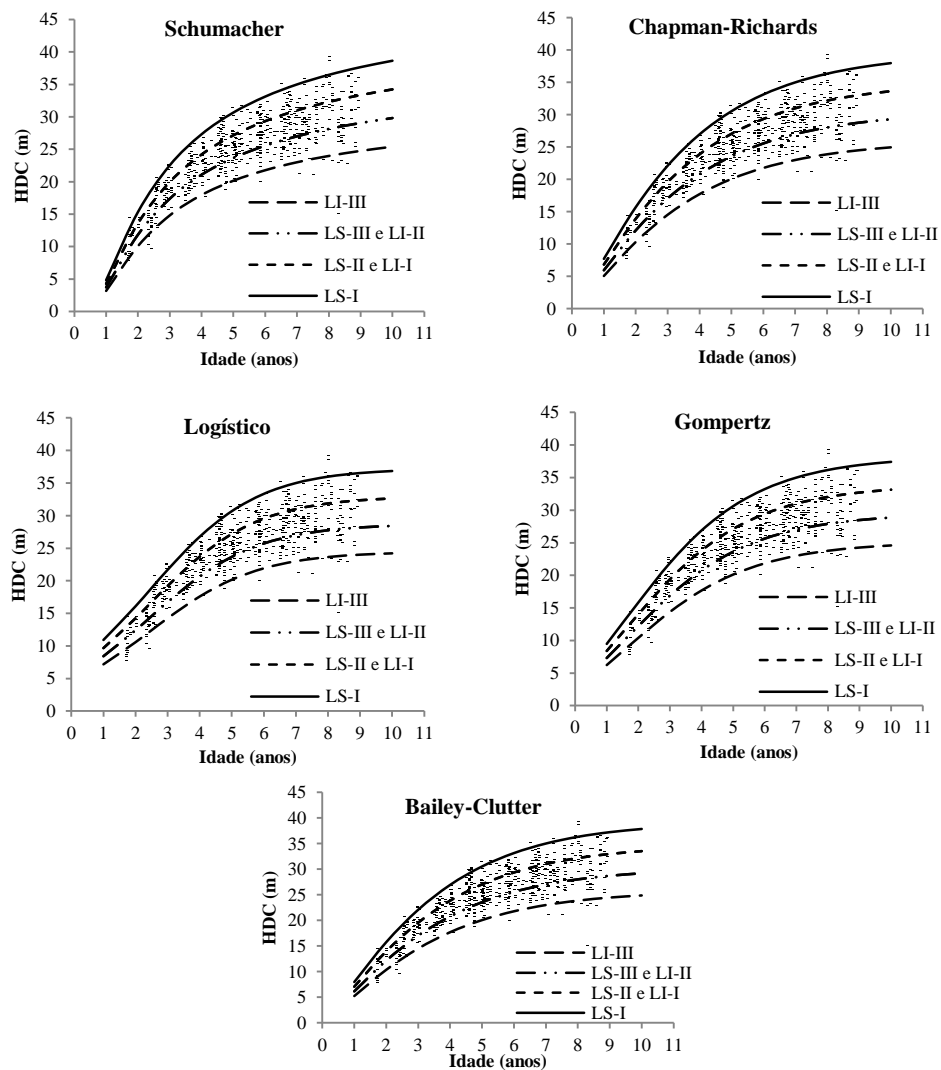 Schumacher
HDC (m)
45
40
35
30
25
20
15
10
5
0
LI-III
LS-III e LI-II
LS-II e LI-I
LS-I
0 1 2 3 4 5 6 7 8 9 10 11
Idade (anos)
Chapman-Richards
HDC (m)
45
40
35
30
25
20
15
10
5
0
LI-III
LS-III e LI-II
LS-II e LI-I
LS-I
0 1 2 3 4 5 6 7 8 9 10 11
Idade (anos)
Logístico
HDC (m)
45
40
35
30
25
20
15
10
5
0
LI-III
LS-III e LI-II
LS-II e LI-I
LS-I
0 1 2 3 4 5 6 7 8 9 10 11
Idade (anos)
Gompertz
HDC (m)
45
40
35
30
25
20
15
10
5
0
LI-III
LS-III e LI-II
LS-II e LI-I
LS-I
0 1 2 3 4 5 6 7 8 9 10 11
Idade (anos)
Bailey-Clutter
HDC (m)
45
40
35
30
25
20
15
10
5
0
LI-III
LS-III e LI-II
LS-II e LI-I
LS-I
0 1 2 3 4 5 6 7 8 9 10 11
Idade (anos)